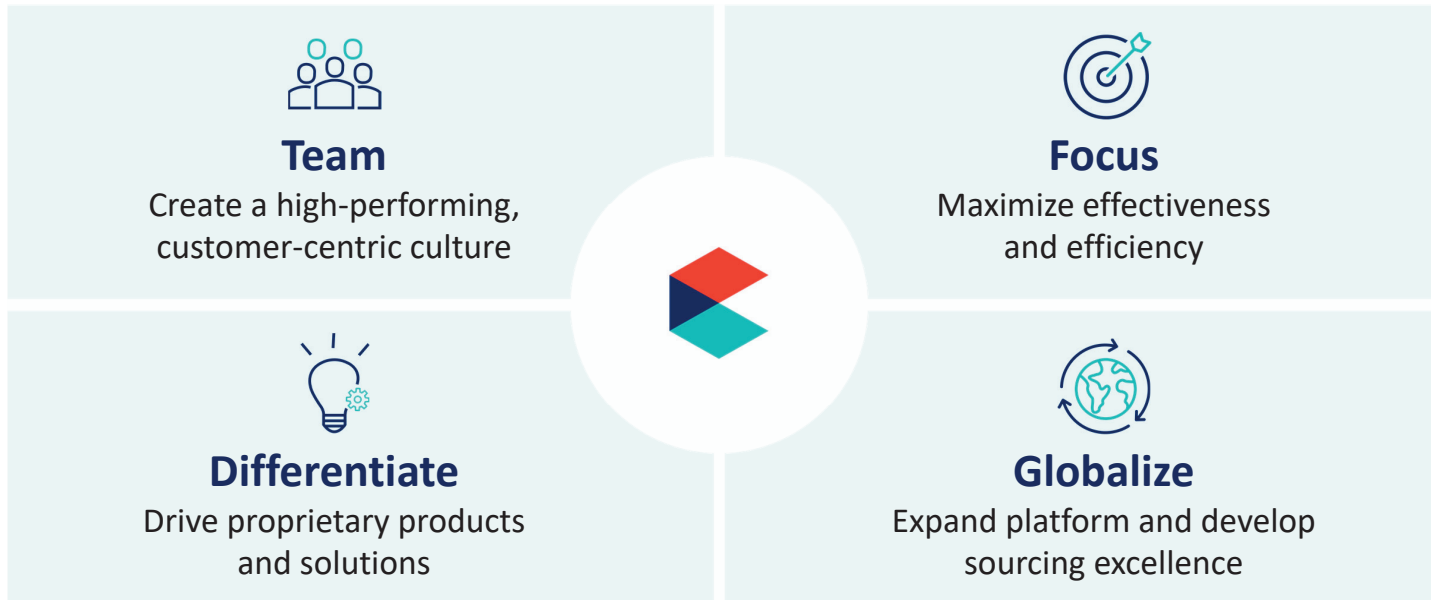 Team
Create a high-performing,
customer-centric culture
Focus
Maximize effectiveness
and efficiency
Differentiate
Drive proprietary products
and solutions
Globalize
Expand platform and develop
sourcing excellence